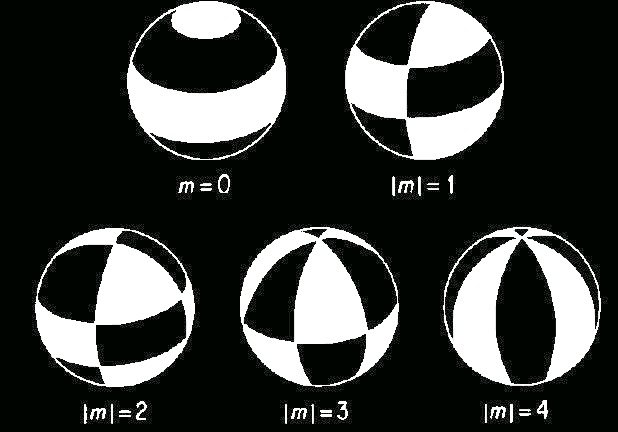 m = 0
|m| = 1
|m| = 2
|m| = 3
|m| = 4